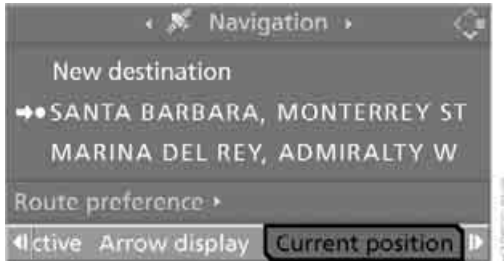 Navigation
New destination
SANTA BARBARA, MONTERREY ST
MARINA DEL REY, ADMIRALTY W
Route preference
ctive Arrow display Current position